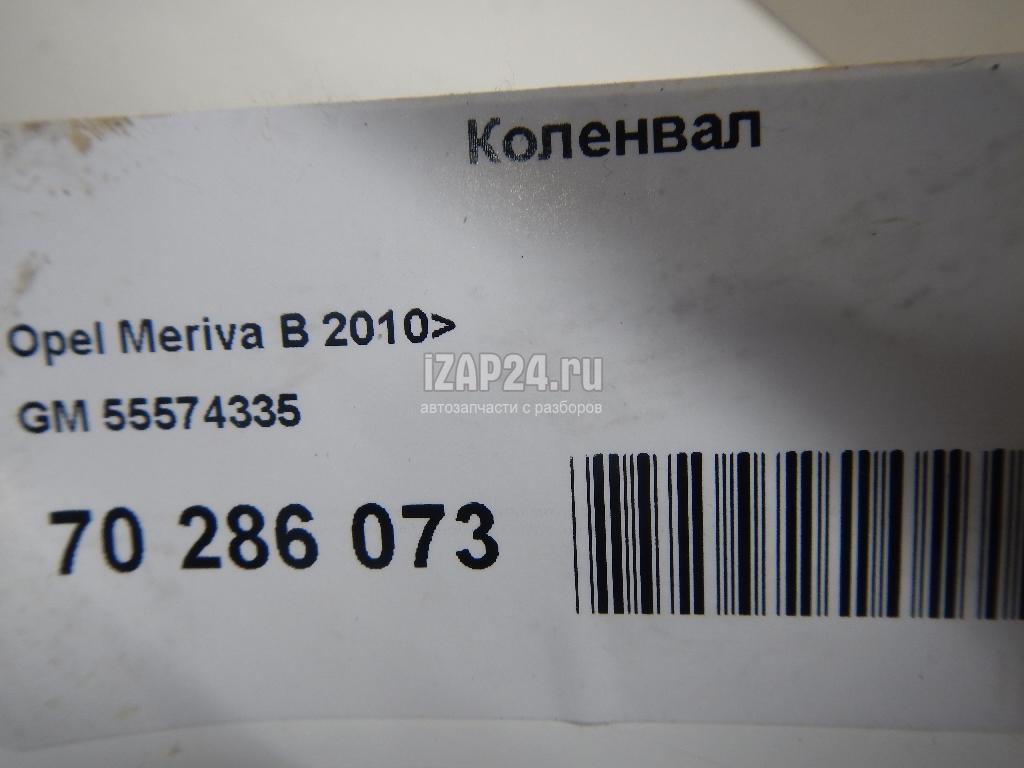 Коленвал
Opel Meriva B 2010>
iZAP24.ru
GM 55574335
автозапчасти с разборов
70 286 073